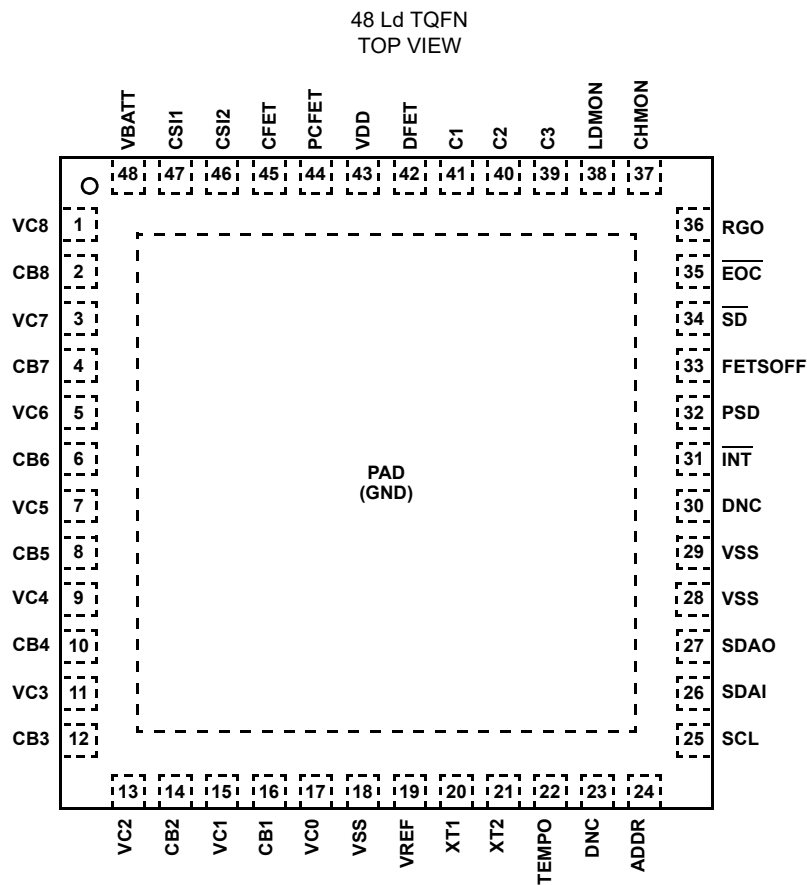 48 Ld TQFN
TOP VIEW
VBATT
CSI1
CSI2
CFET
PCFET
VDD
DFET
C1
C2
C3
LDMON
CHMON
48 47 46 45 44 43 42 41 40 39 38 37
VC8 1
CB8 2
VC7 3
CB7 4
VC6 5
CB6 6
VC5 7
CB5 8
VC4 9
CB4 10
VC3 11
CB3 12
PAD
(GND)
36 RGO
35 EOC
34 SD
33 FETSOFF
32 PSD
31 INT
30 DNC
29 VSS
28 VSS
27 SDAO
26 SDAI
25 SCL
13 14 15 16 17 18 19 20 21 22 23 24
VC2
CB2
VC1
CB1
VC0
VSS
VREF
XT1
XT2
TEMPO
DNC
ADDR